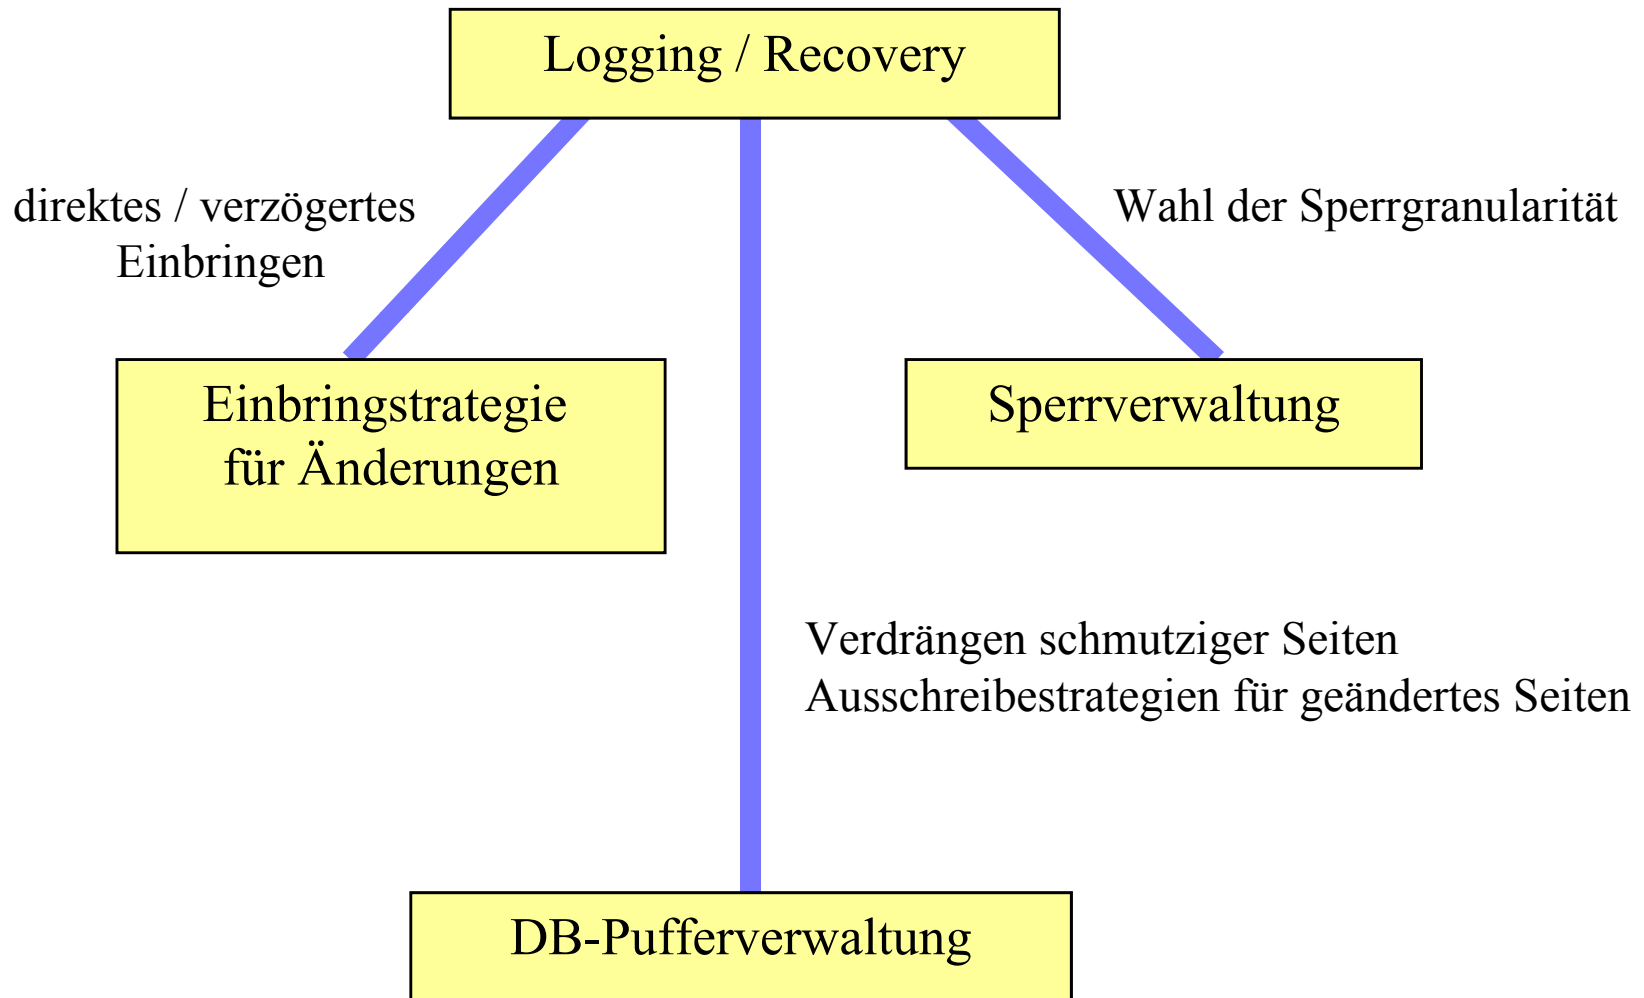 Logging / Recovery
direktes / verzögertes
Einbringen
Wahl der Sperrgranularität
Einbringstrategie
für Änderungen
Sperrverwaltung
Verdrängen schmutziger Seiten
Ausschreibestrategien für geändertes Seiten
DB-Pufferverwaltung